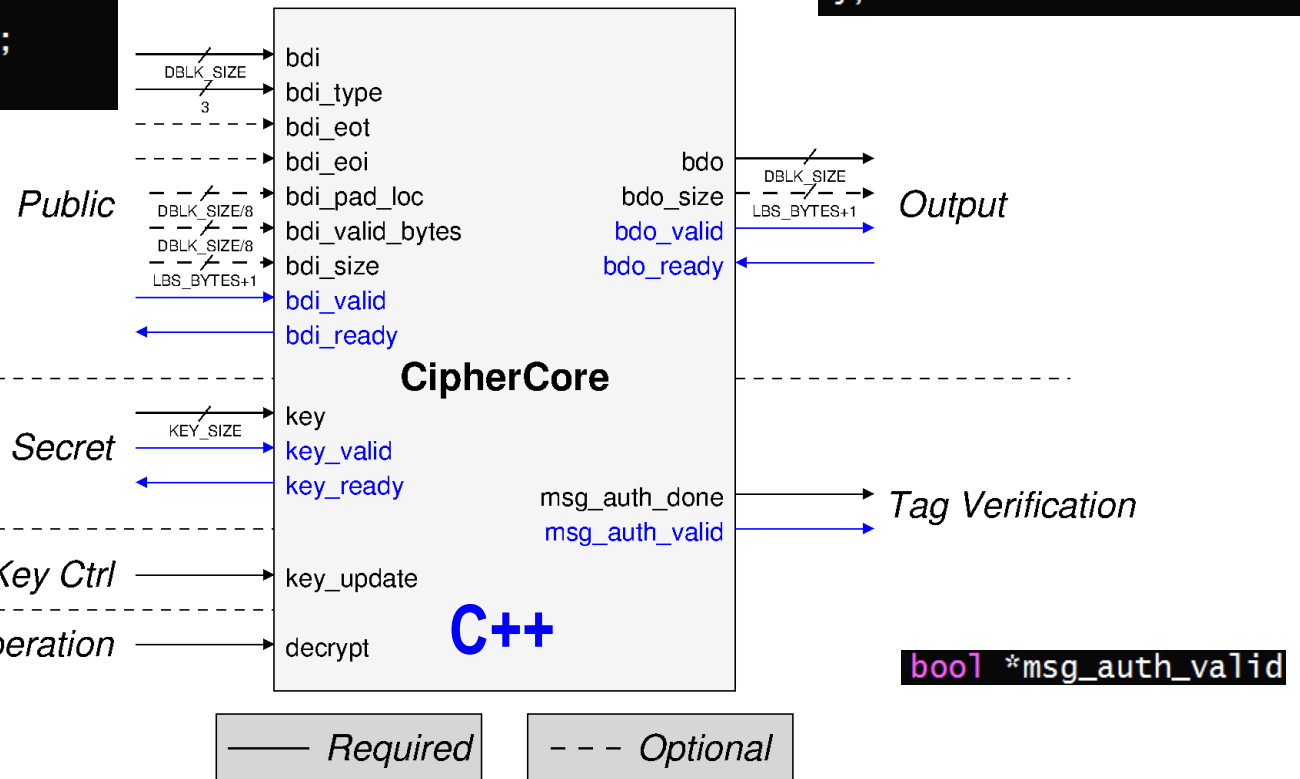 };
;
bdi
DBLK_SIZE
bdi_type
3
bdi_eot
bdi_eoi
Public
bdi_pad_loc
DBLK_SIZE/8
bdi_valid_bytes
DBLK_SIZE/8
bdi_size
LBS_BYTES+1
bdi_valid
bdi_ready
bdo
DBLK_SIZE
bdo_size
LBS_BYTES+1
bdo_valid
bdo_ready
Output
CipherCore
Secret
key
KEY_SIZE
key_valid
key_ready
msg_auth_done
msg_auth_valid
Tag Verification
Key Ctrl
key_update
peration
decrypt
C++
bool *msg_auth_valid
Required
Optional